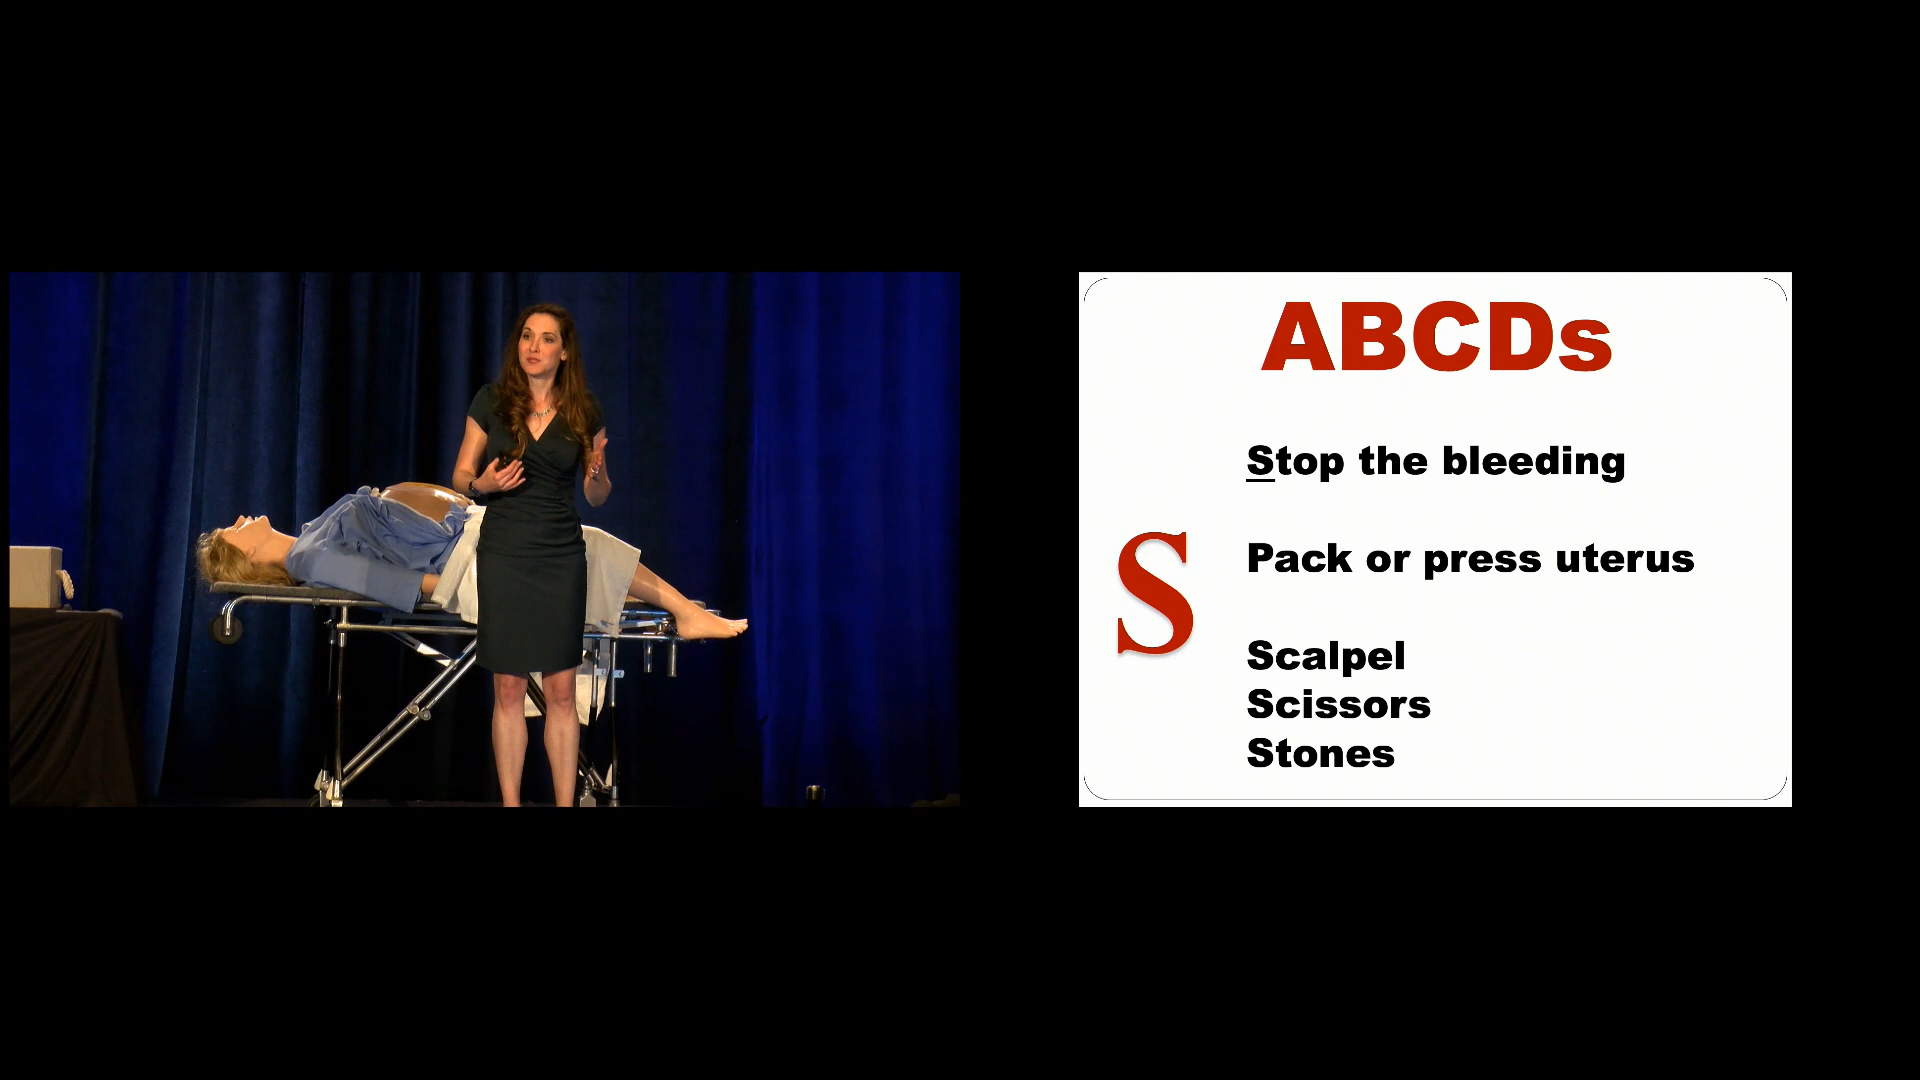 ABCDs
Stop the bleeding
S
Pack or press uterus
Scalpel
Scissors
Stones